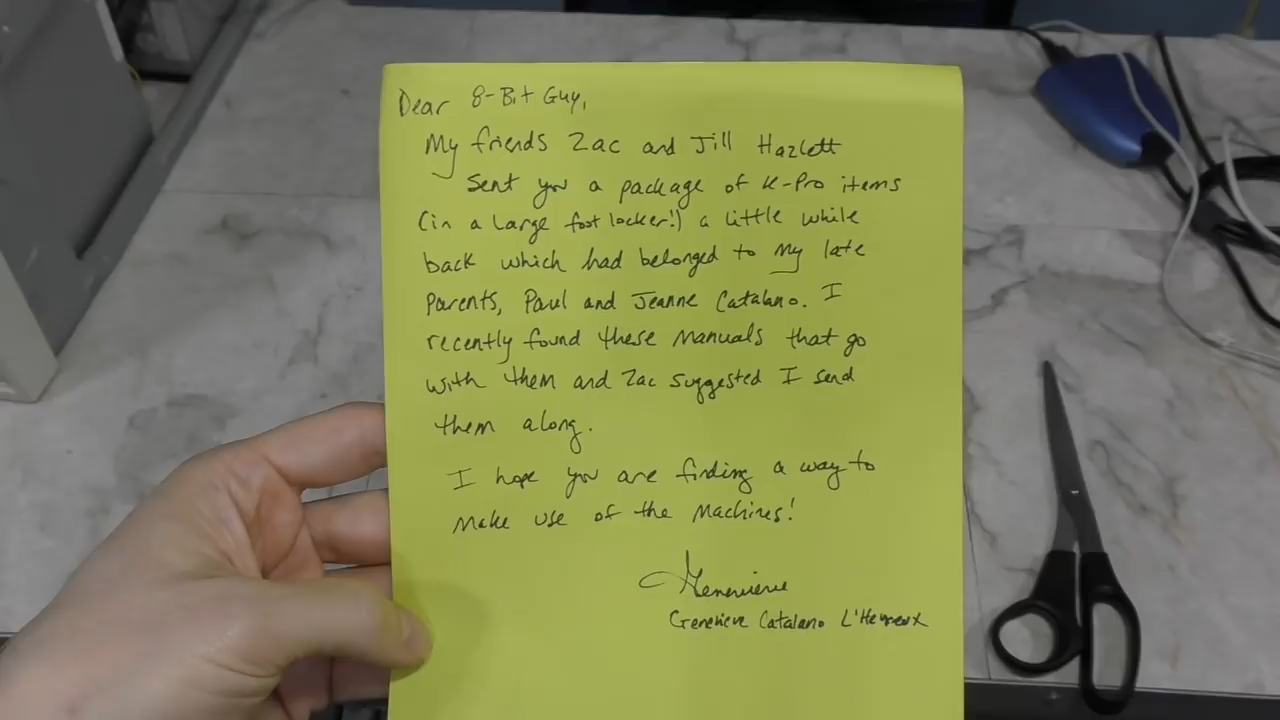 Dear 8-Bit Guy,
My friends Zac and Jill Hazlett
sent you a package of K-Pro items
(in a large foot locker!) a little while
back which had belonged to my late
parents, Paul and Jeanne Catalano. I
recently found these manuals that go
with them and Zac suggested I send
them along.
I hope you are finding a way to
make use of the machines!
Genevieve
Genevieve Catalano L'Heureux